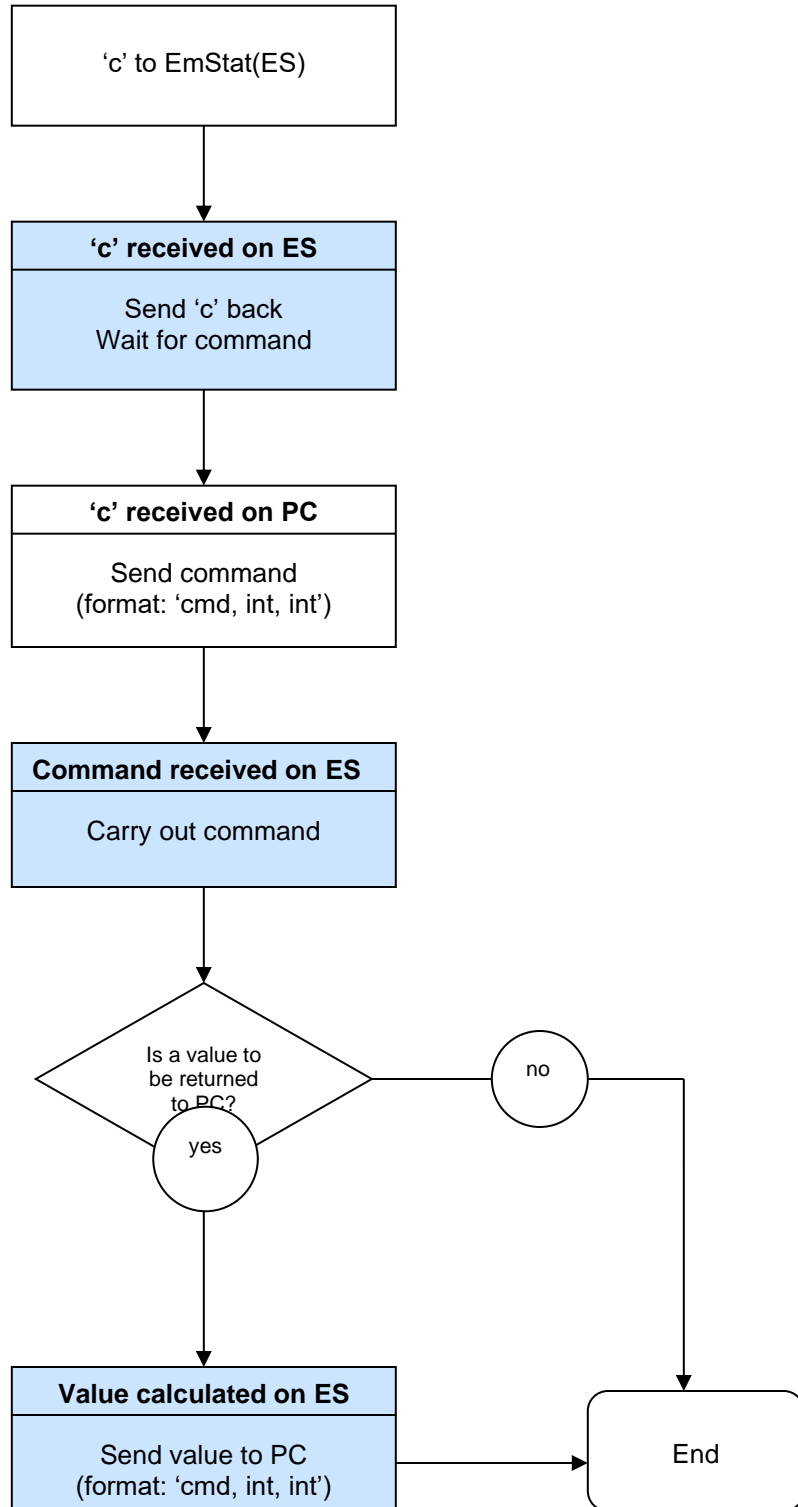 ‘c’ to EmStat(ES)
‘c’ received on ES
Send ‘c’ back
Wait for command
‘c’ received on PC
Send command
(format: ‘cmd, int, int’)
Command received on ES
Carry out command
Is a value to
be returned
to PC?
no
yes
Value calculated on ES
Send value to PC
(format: ‘cmd, int, int’)
End